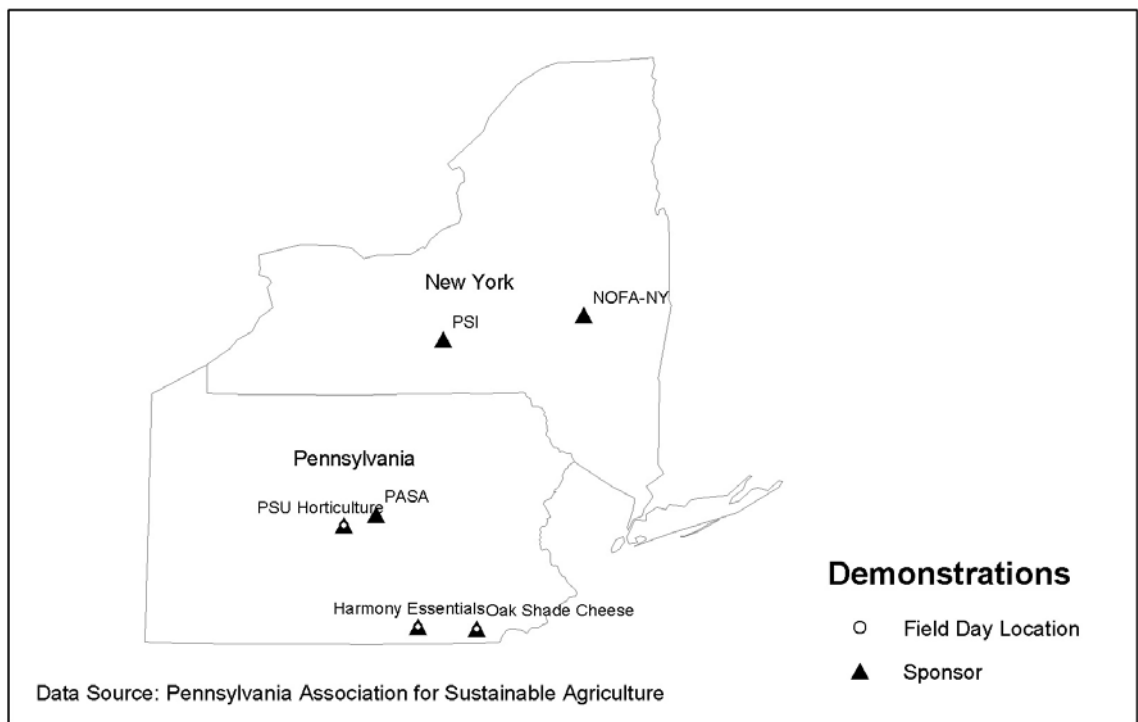 New York
NOFA-NY
PSI
Pennsylvania
PASA
PSU Horticulture
Harmony Essentials
Oak Shade Cheese
Demonstrations
Field Day Location
Sponsor
Data Source: Pennsylvania Association for Sustainable Agriculture